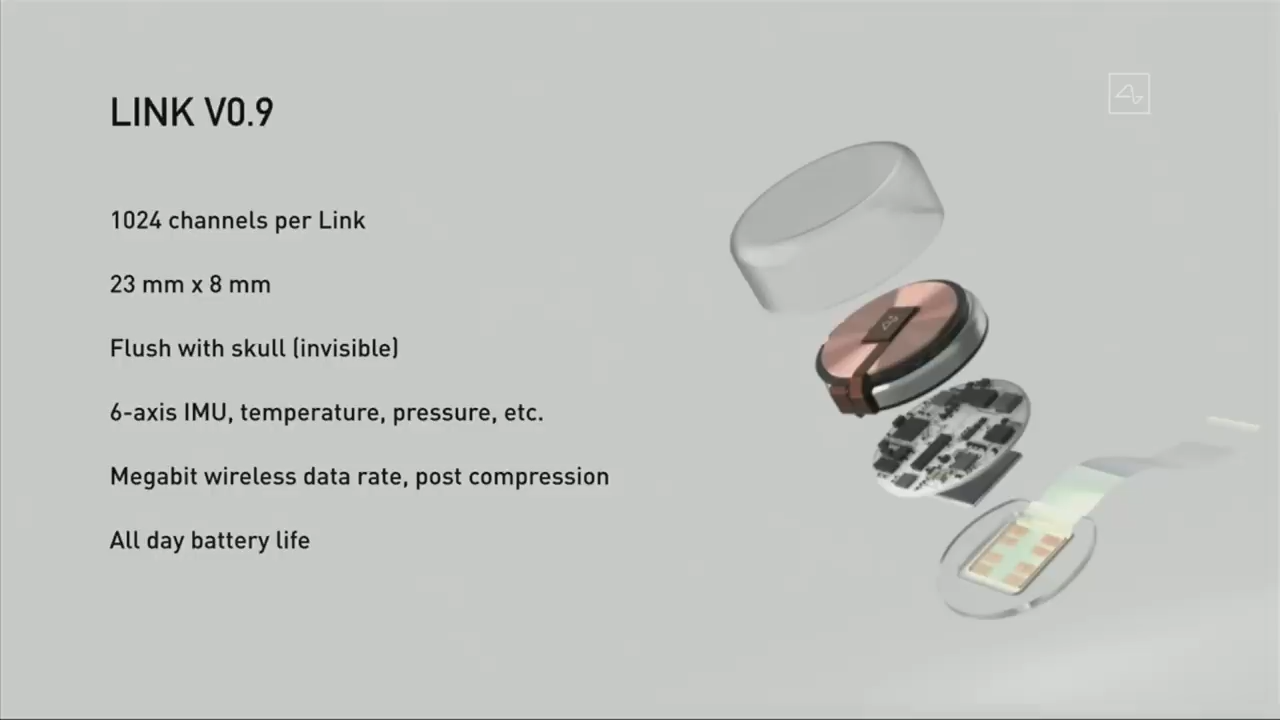 LINK V0.9
1024 channels per Link
23 mm x 8 mm
Flush with skull (invisible)
6-axis IMU, temperature, pressure, etc.
Megabit wireless data rate, post compression
All day battery life